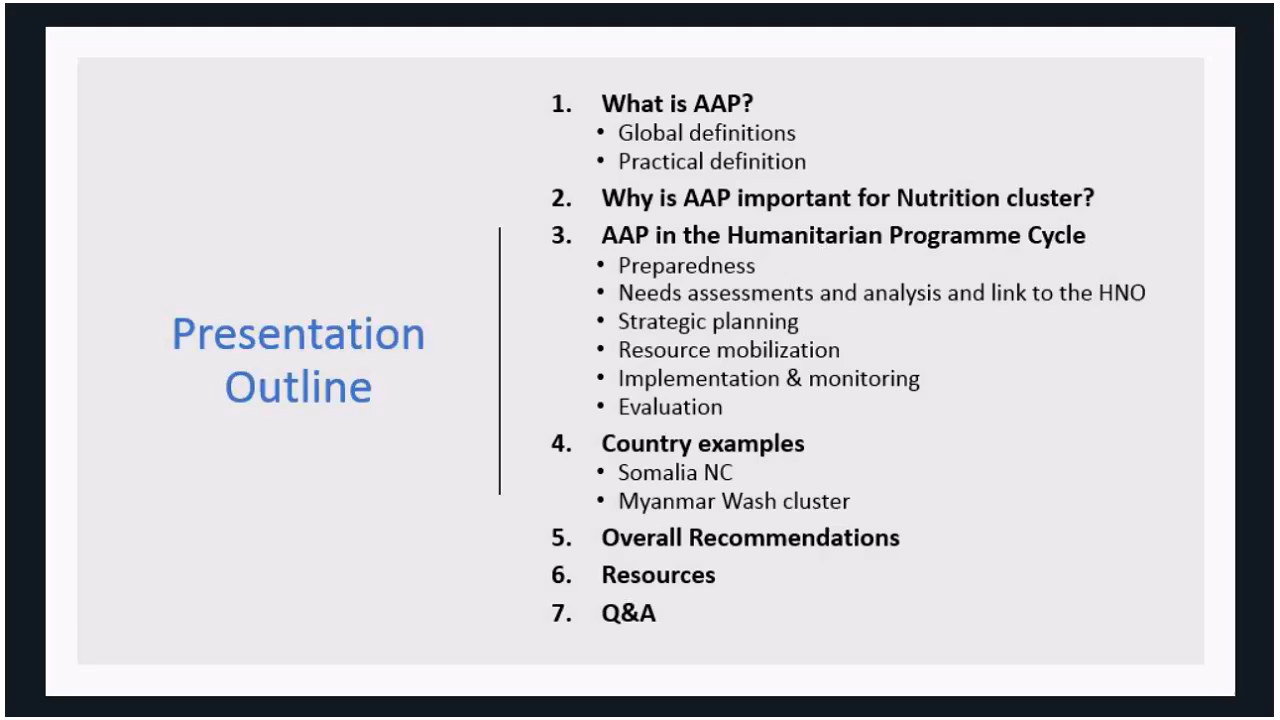 Presentation
Outline
1. What is AAP?
• Global definitions
• Practical definition
2. Why is AAP important for Nutrition cluster?
3. AAP in the Humanitarian Programme Cycle
• Preparedness
• Needs assessments and analysis and link to the HNO
• Strategic planning
• Resource mobilization
• Implementation & monitoring
• Evaluation
4. Country examples
• Somalia NC
• Myanmar Wash cluster
5. Overall Recommendations
6. Resources
7. Q&A